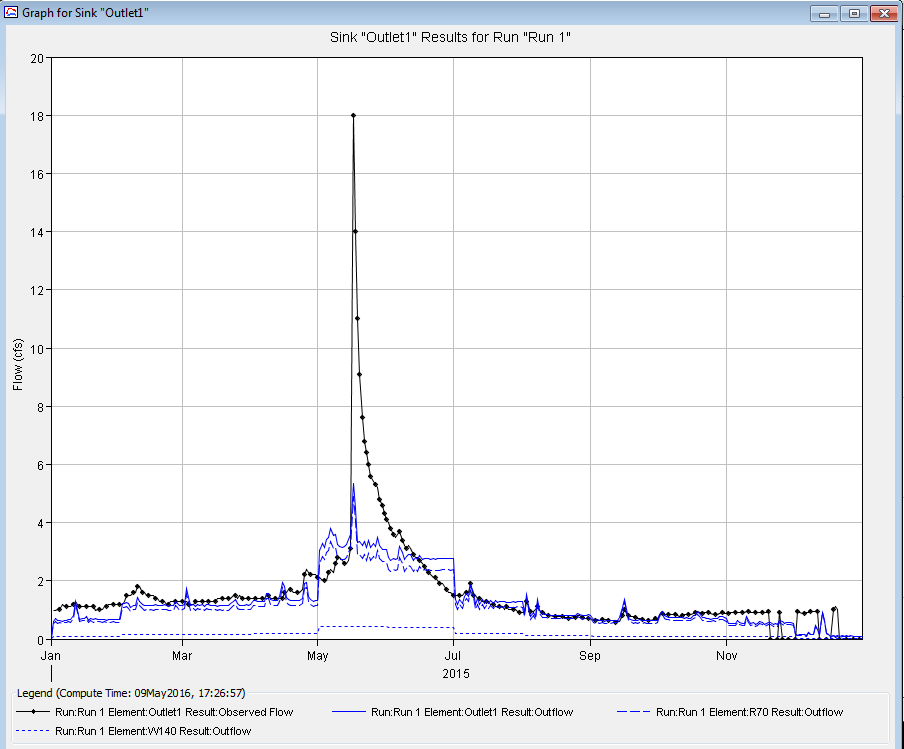 Graph for Sink "Outlet1"
Sink "Outlet1" Results for Run "Run 1"
20
18
16
14
12
10
8
6
4
2
0
Flow (cfs)
Jan Mar May Jul Sep Nov
2015
Legend (Compute Time: 09May2016, 17:26:57)
Run:Run 1 Element:Outlet1 Result:Observed Flow Run:Run 1 Element:Outlet1 Result:Outflow Run:Run 1 Element:R70 Result:Outflow
Run:Run 1 Element:W140 Result:Outflow